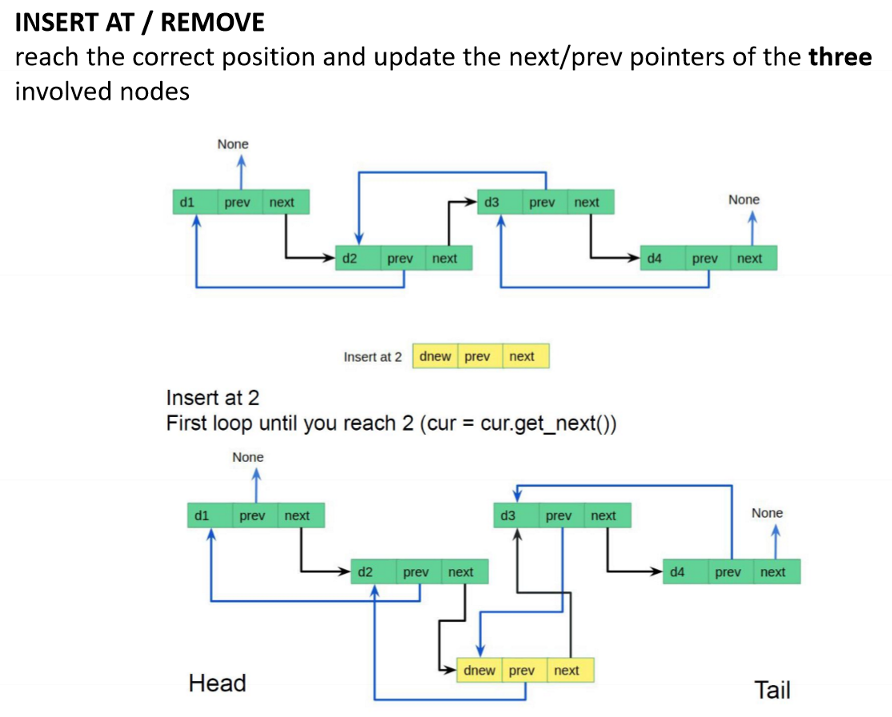 INSERT AT / REMOVE
reach the correct position and update the next/prev pointers of the three
involved nodes
None
d1 prev next
d3 prev next
None
d2 prev next
d4 prev next
Insert at 2 dnew prev next
Insert at 2
First loop until you reach 2 (cur = cur.get_next())
None
d1 prev next
d3 prev next
None
d2 prev next
d4 prev next
dnew prev next
Head
Tail